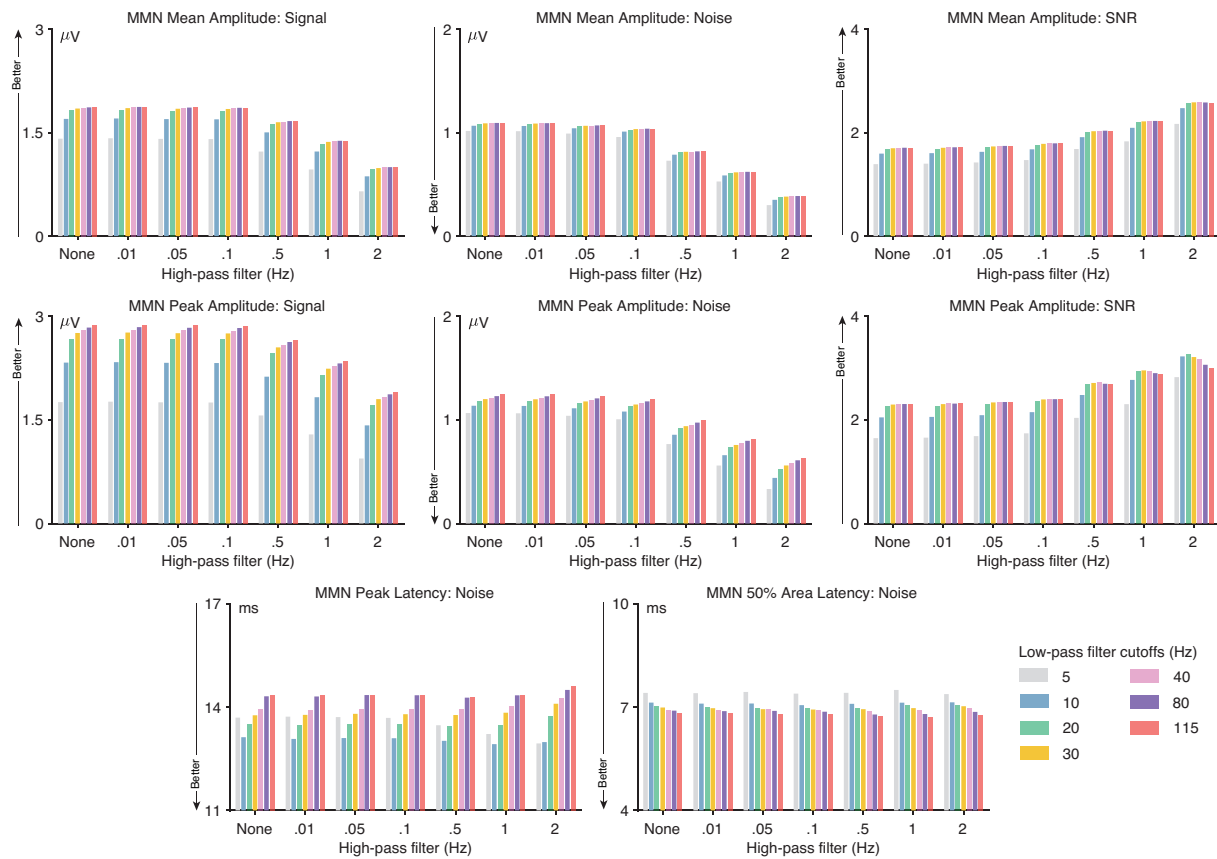 MMN Mean Amplitude: Signal
Better
μV
3
1.5
0
None .01 .05 .1 .5 1 2
High-pass filter (Hz)
MMN Mean Amplitude: Noise
Better
μV
2
1
0
None .01 .05 .1 .5 1 2
High-pass filter (Hz)
MMN Mean Amplitude: SNR
Better
4
2
0
None .01 .05 .1 .5 1 2
High-pass filter (Hz)
MMN Peak Amplitude: Signal
Better
μV
3
1.5
0
None .01 .05 .1 .5 1 2
High-pass filter (Hz)
MMN Peak Amplitude: Noise
Better
μV
2
1
0
None .01 .05 .1 .5 1 2
High-pass filter (Hz)
MMN Peak Amplitude: SNR
Better
4
2
0
None .01 .05 .1 .5 1 2
High-pass filter (Hz)
MMN Peak Latency: Noise
Better
ms
17
14
11
None .01 .05 .1 .5 1 2
High-pass filter (Hz)
MMN 50% Area Latency: Noise
Better
ms
10
7
4
None .01 .05 .1 .5 1 2
High-pass filter (Hz)
Low-pass filter cutoffs (Hz)
5
10
20
30
40
80
115